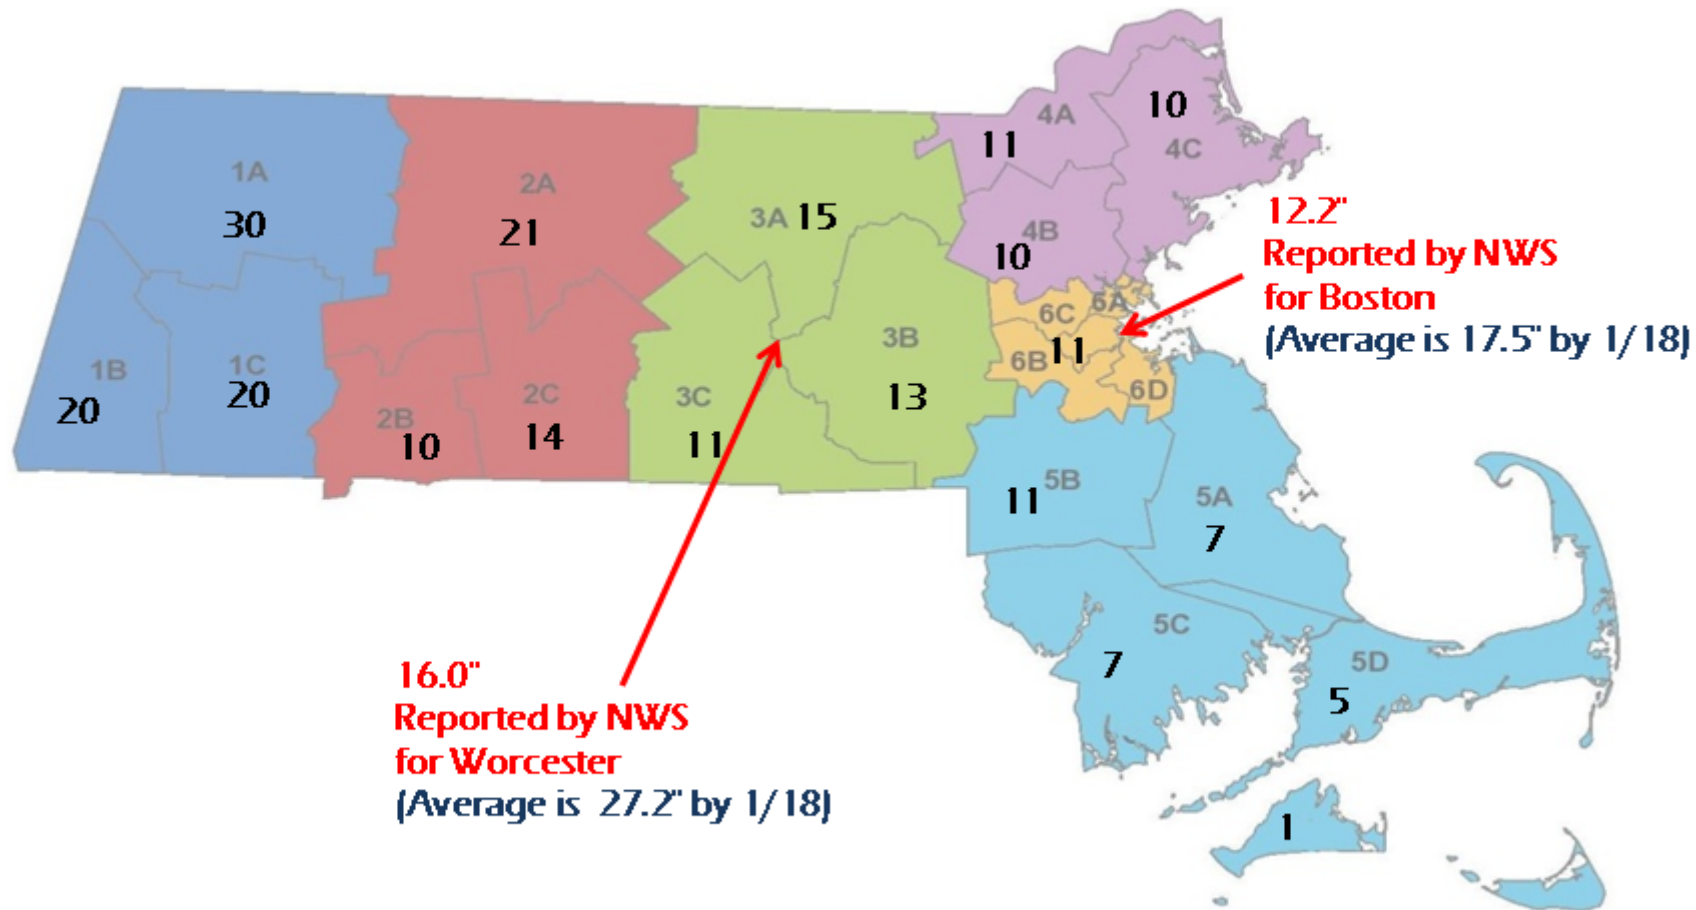 10
4A
11
4C
1A
2A
30
21
3A 15
4B
10
12.2"
Reported by NWS
for Boston
(Average is 17.5" by 1/18)
6A
6C
11
6B
6D
3B
13
1B
20
1C
20
2B
10
2C
14
3C
11
5B
11
5A
7
5C
7
5D
5
16.0"
Reported by NWS
for Worcester
(Average is 27.2" by 1/18)
1